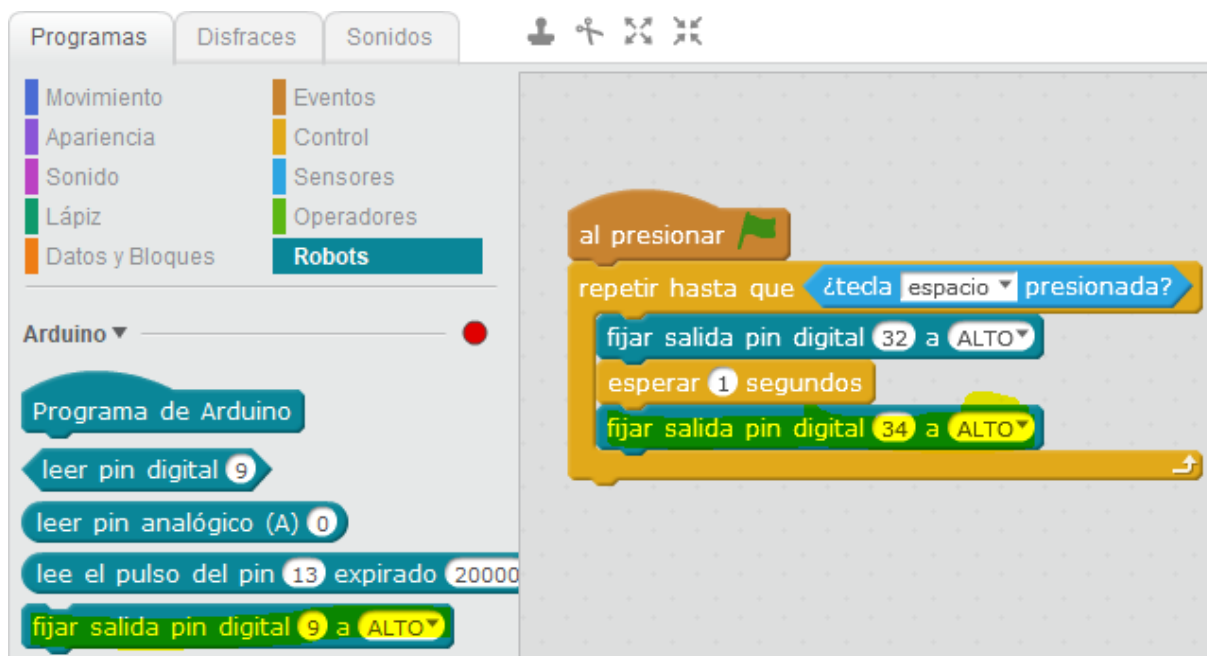 Programas Disfraces Sonidos
Movimiento Eventos
Apariencia Control
Sonido Sensores
Lápiz Operadores
Datos y Bloques Robots
Arduino
Programa de Arduino
leer pin digital 9
leer pin analógico (A) 0
lee el pulso del pin 13 expirado 20000
fijar salida pin digital 9 a ALTO
al presionar
repetir hasta que ¿tecla espacio presionada?
fijar salida pin digital 32 a ALTO
esperar 1 segundos
fijar salida pin digital 34 a ALTO